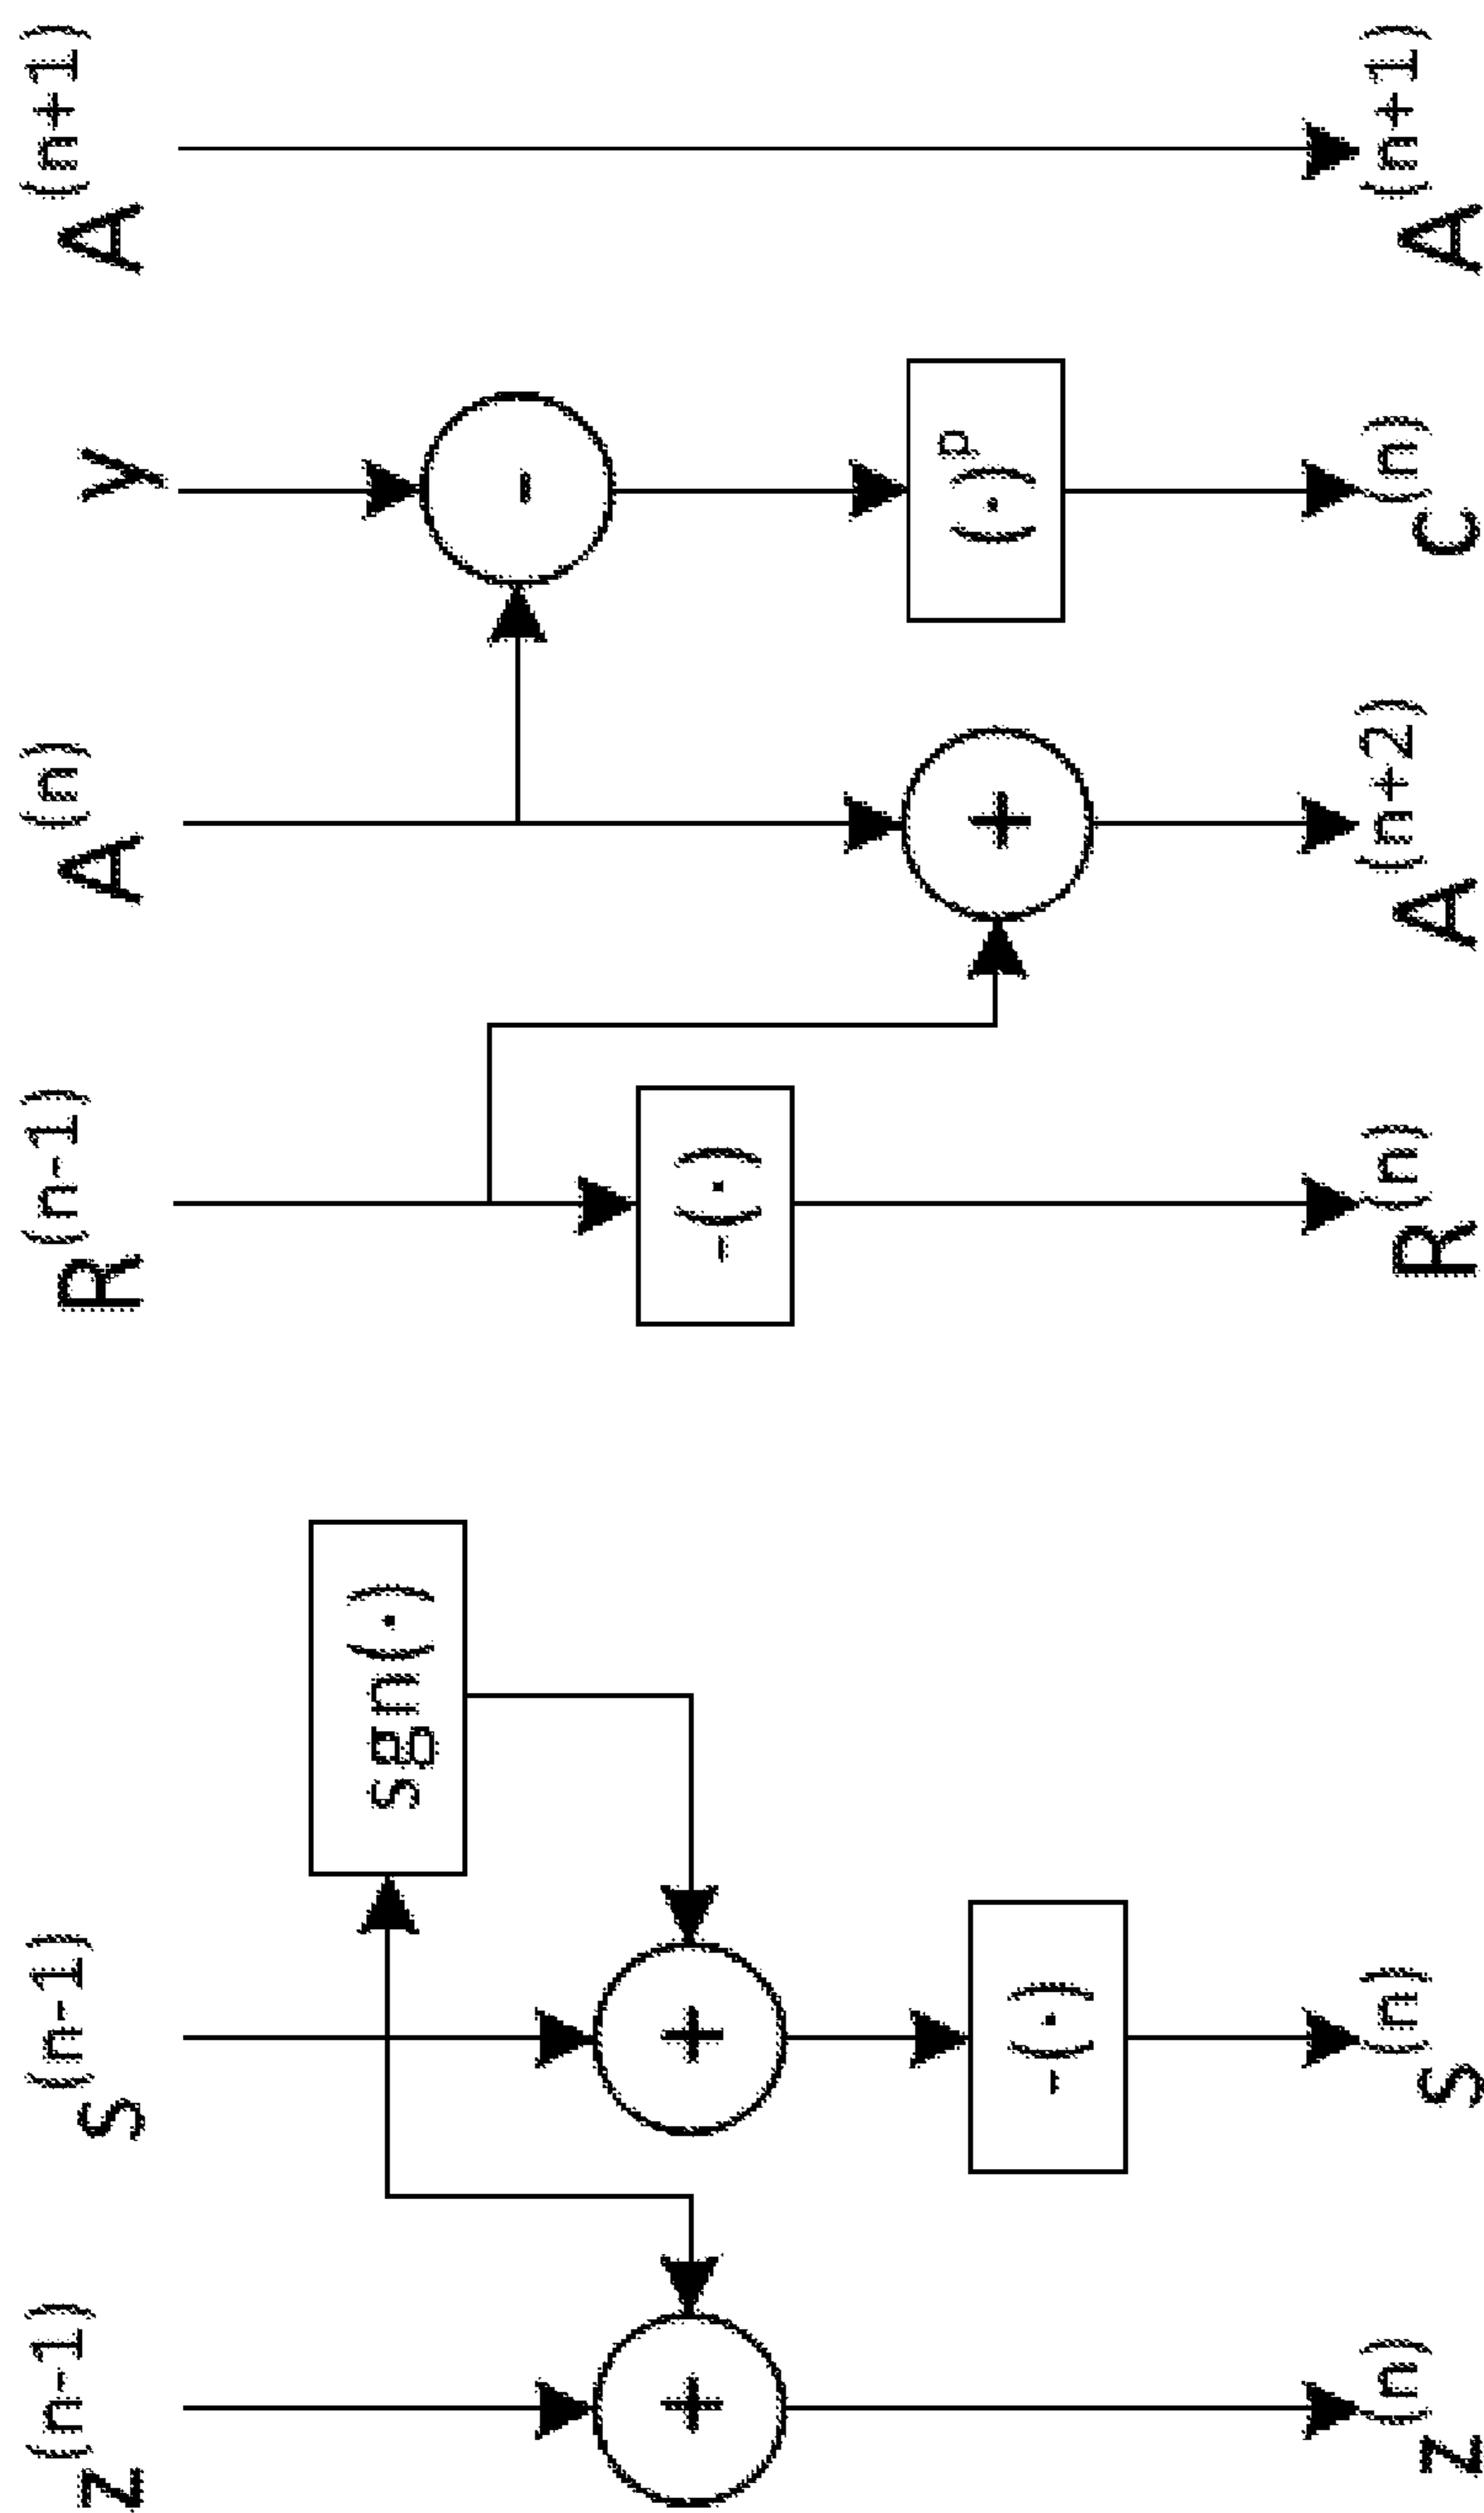 z(n-1) s(n-1) R(n-1) A(n) y A(n+1)
sgn(·)
-
+ + -(·)
-(·) + (·)p
z(n) s(n) R(n) A(n+2) c(n) A(n+1)